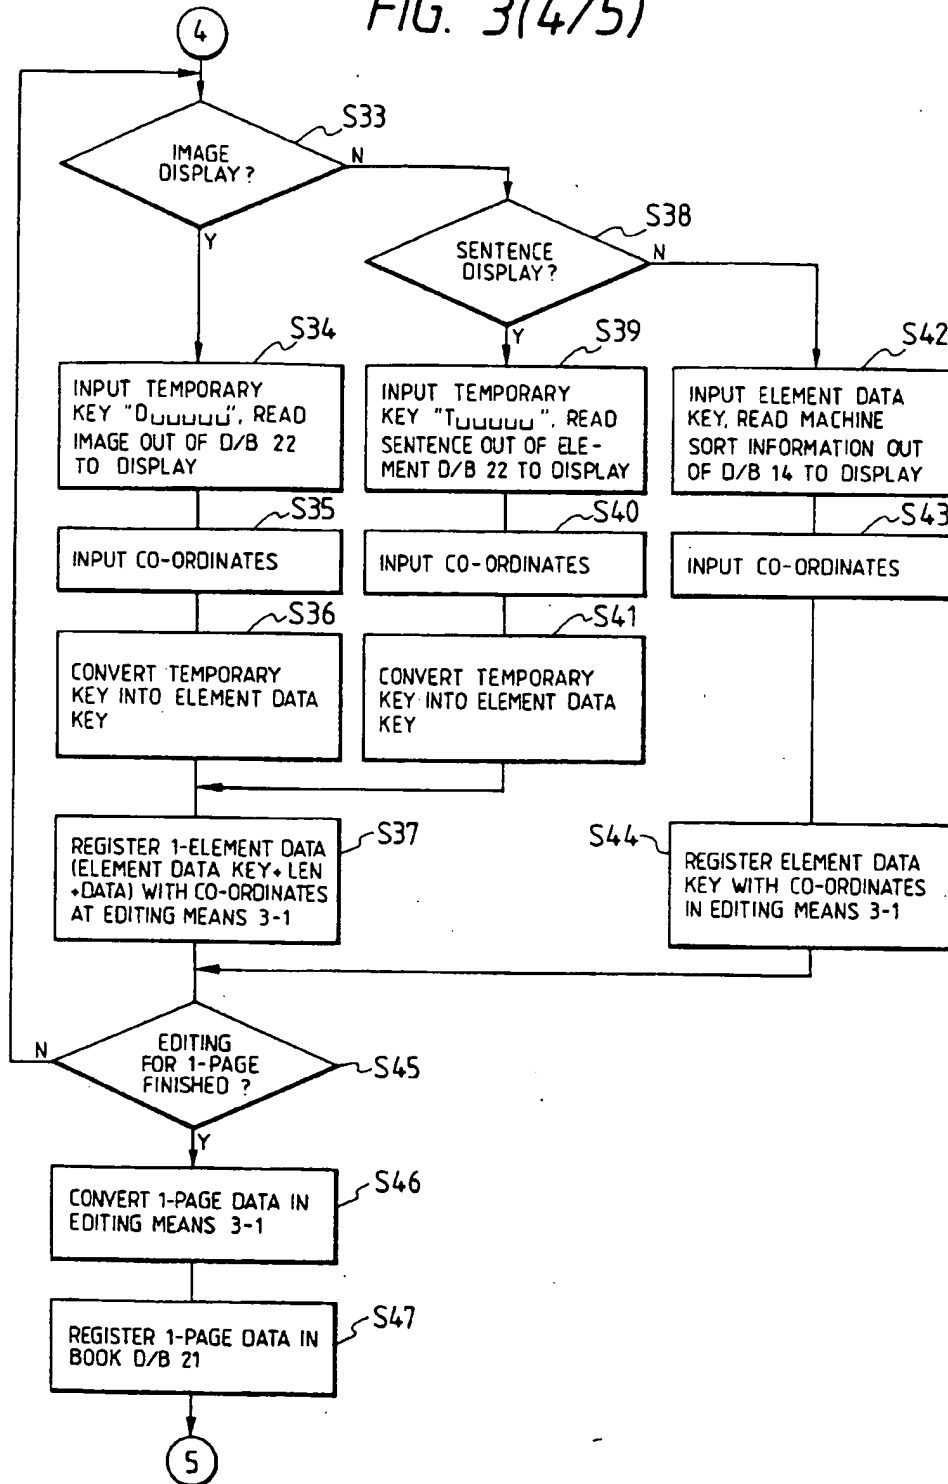 FIG. 3(4/5)
4
S33
IMAGE
DISPLAY?
N
Y
S38
SENTENCE
DISPLAY?
N
Y
S34
INPUT TEMPORARY
KEY "D␣␣␣␣␣", READ
IMAGE OUT OF D/B 22
TO DISPLAY
S39
INPUT TEMPORARY
KEY "T␣␣␣␣␣", READ
SENTENCE OUT OF ELE-
MENT D/B 22 TO DISPLAY
S42
INPUT ELEMENT DATA
KEY, READ MACHINE
SORT INFORMATION OUT
OF D/B 14 TO DISPLAY
S35
INPUT CO-ORDINATES
S40
INPUT CO-ORDINATES
S43
INPUT CO-ORDINATES
S36
CONVERT TEMPORARY
KEY INTO ELEMENT DATA
KEY
S41
CONVERT TEMPORARY
KEY INTO ELEMENT DATA
KEY
S37
REGISTER 1-ELEMENT DATA
(ELEMENT DATA KEY+LEN
+DATA) WITH CO-ORDINATES
AT EDITING MEANS 3-1
S44
REGISTER ELEMENT DATA
KEY WITH CO-ORDINATES
IN EDITING MEANS 3-1
N
EDITING
FOR 1-PAGE
FINISHED ?
S45
Y
S46
CONVERT 1-PAGE DATA IN
EDITING MEANS 3-1
S47
REGISTER 1-PAGE DATA IN
BOOK D/B 21
5